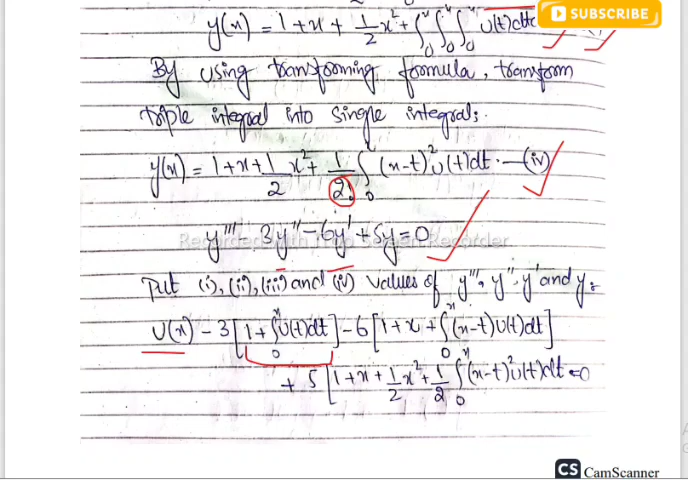 y(x) = 1+x+ 1/2 x² + ∫₀ˣ ∫₀ˣ ∫₀ˣ U(t)dt
SUBSCRIBE
By using transforming formula, transform
triple integral into single integral:
y(x) = 1+x+1/2 x²+ 1/2! ∫₀ˣ (x-t)² U(t)dt. —(iv)
y''' - 3y'' - 6y' + 5y = 0
Recorded with iTop Screen Recorder
Put (i), (ii), (iii) and (iv) values of y''', y'', y' and y:
U(x) - 3[1+∫₀ˣ U(t)dt] - 6[1+x+∫₀ˣ (x-t)U(t)dt]
+ 5[1+x+1/2 x²+1/2 ∫₀ˣ (x-t)² U(t)dt = 0
CS CamScanner